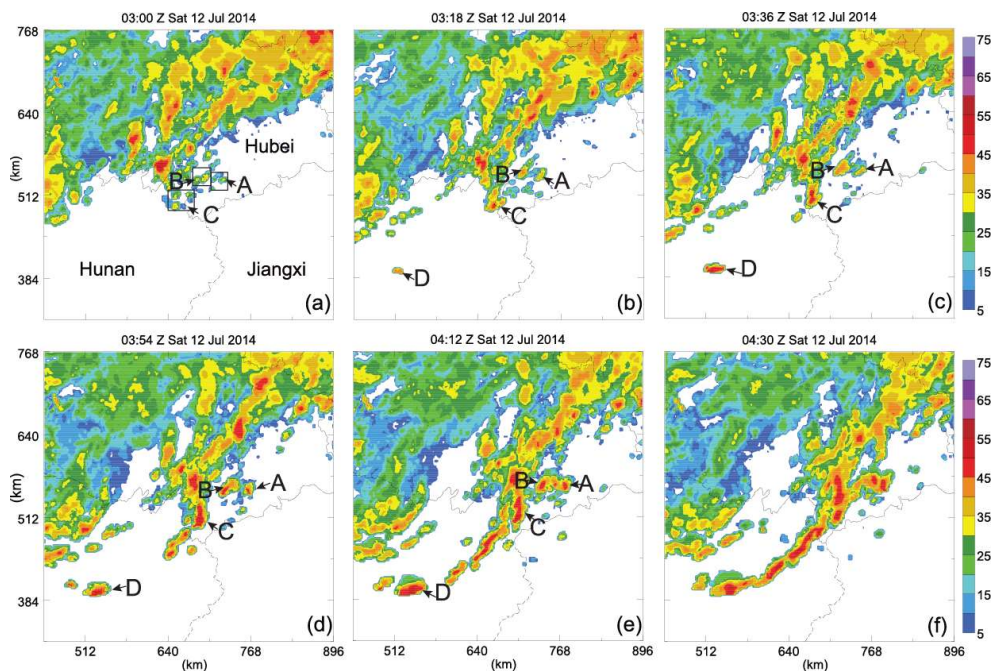 03:00 Z Sat 12 Jul 2014
03:18 Z Sat 12 Jul 2014
03:36 Z Sat 12 Jul 2014
768
640
512
384
(km)
Hubei
B
A
C
Hunan
Jiangxi
(a)
B
A
C
D
(b)
B
A
C
D
(c)
75
65
55
45
35
25
15
5
03:54 Z Sat 12 Jul 2014
04:12 Z Sat 12 Jul 2014
04:30 Z Sat 12 Jul 2014
768
640
512
384
(km)
B
A
C
D
(d)
B
A
C
D
(e)
(f)
75
65
55
45
35
25
15
5
512 640 768 896
512 640 768 896
512 640 768 896
(km)
(km)
(km)